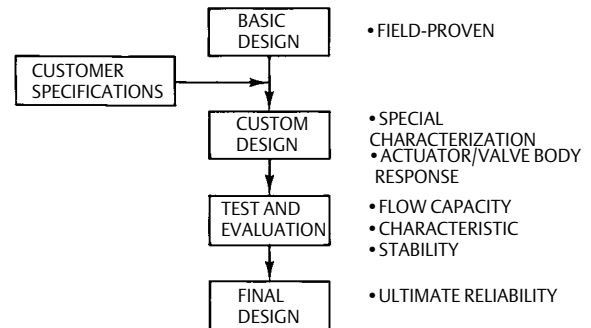 BASIC
DESIGN
•FIELD-PROVEN
CUSTOMER
SPECIFICATIONS
CUSTOM
DESIGN
•SPECIAL
CHARACTERIZATION
•ACTUATOR/VALVE BODY
RESPONSE
TEST AND
EVALUATION
•FLOW CAPACITY
•CHARACTERISTIC
•STABILITY
FINAL
DESIGN
•ULTIMATE RELIABILITY